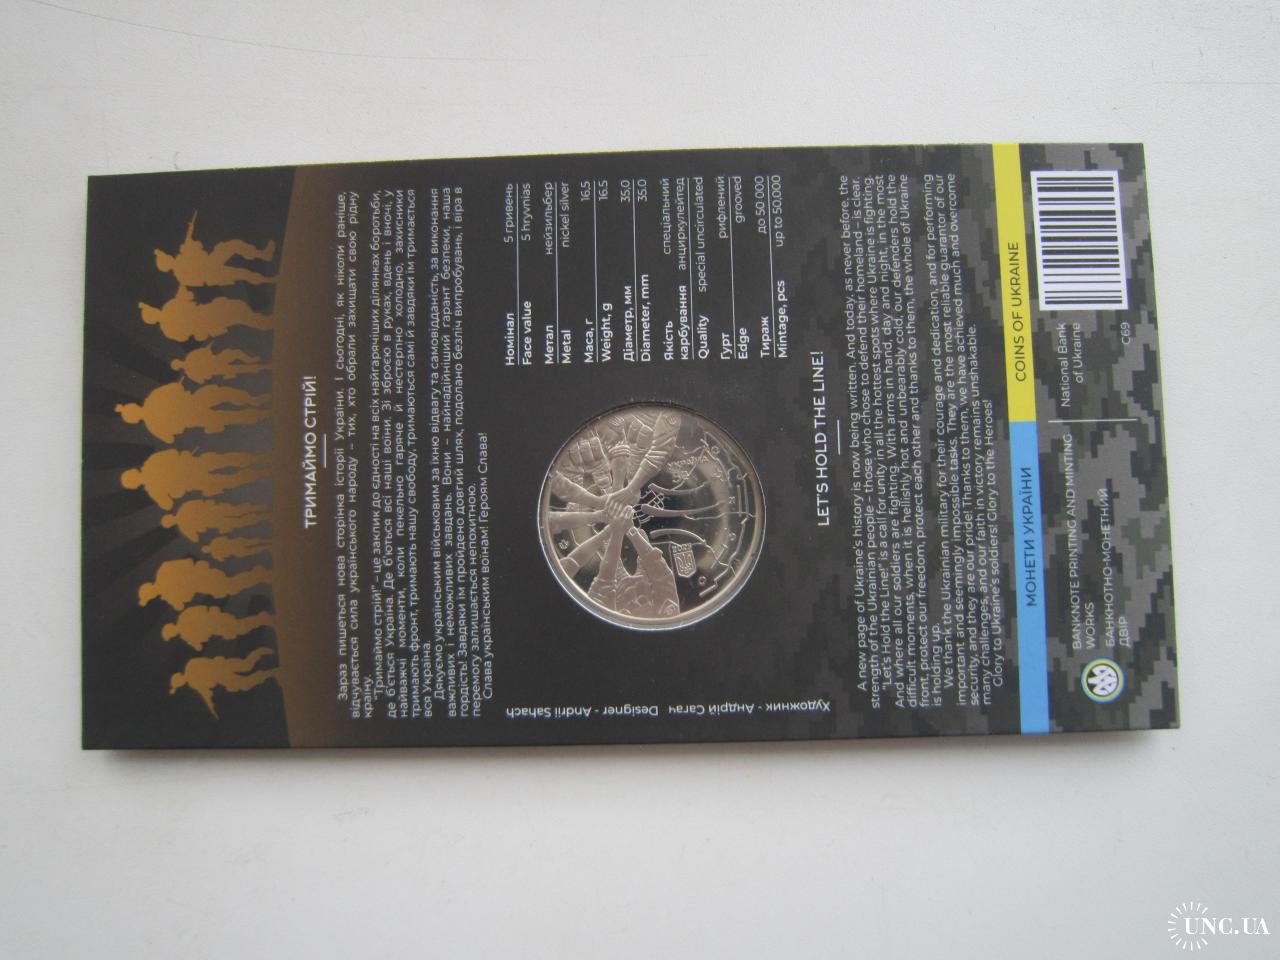 ТРИМАЙМО СТРІЙ!
Зараз пишеться нова сторінка історії України. І сьогодні, як ніколи раніше,
відчувається сила українського народу – тих, хто обрали захищати свою рідну
країну.
"Тримаймо стрій!" – це заклик до єдності на всіх найгарячіших ділянках боротьби,
де б'ється Україна. Де б'ються всі наші воїни. Зі зброєю в руках, вдень і вночі, у
найважчі моменти, коли пекельно гаряче й нестерпно холодно, захисники
тримають фронт, тримають нашу свободу, тримаються самі й завдяки їм тримається
вся Україна.
Дякуємо українським військовим за їхню відвагу та самовідданість, за виконання
важливих і неможливих завдань. Вони – найнадійніший гарант безпеки, наша
гордість! Завдяки їм пройдено довгий шлях, подолано безліч випробувань, і віра в
перемогу залишається непохитною.
Слава українським воїнам! Героям Слава!
Номінал 5 гривень
Face value 5 hryvnias
Метал нейзильбер
Metal nickel silver
Маса, г 16.5
Weight, g 16.5
Діаметр, мм 35.0
Diameter, mm 35.0
Якість спеціальний
карбування анциркулейтед
Quality special uncirculated
Гурт рифлений
Edge grooved
Тираж до 50 000
Mintage, pcs up to 50,000
УКРАЇНА
Художник - Андрій Сагач Designer - Andrii Sahach
LET'S HOLD THE LINE!
A new page of Ukraine's history is now being written. And today, as never before, the
strength of the Ukrainian people – those who chose to defend their homeland – is clear.
"Let's Hold the Line!" is a call for unity in all the hottest spots where Ukraine is fighting.
And where all our soldiers are fighting. With arms in hand, day and night, in the most
difficult moments, when it is hellishly hot and unbearably cold, our defenders hold the
front, protect our freedom, protect each other and thanks to them, the whole of Ukraine
is holding up.
We thank the Ukrainian military for their courage and dedication, and for performing
important and seemingly impossible tasks. They are the most reliable guarantor of our
security, and they are our pride! Thanks to them, we have achieved much and overcome
many challenges, and our faith in victory remains unshakable.
Glory to Ukraine's soldiers! Glory to the Heroes!
МОНЕТИ УКРАЇНИ COINS OF UKRAINE
BANKNOTE PRINTING AND MINTING
WORKS
БАНКНОТНО-МОНЕТНИЙ
ДВІР
National Bank
of Ukraine
C69
UNC.UA